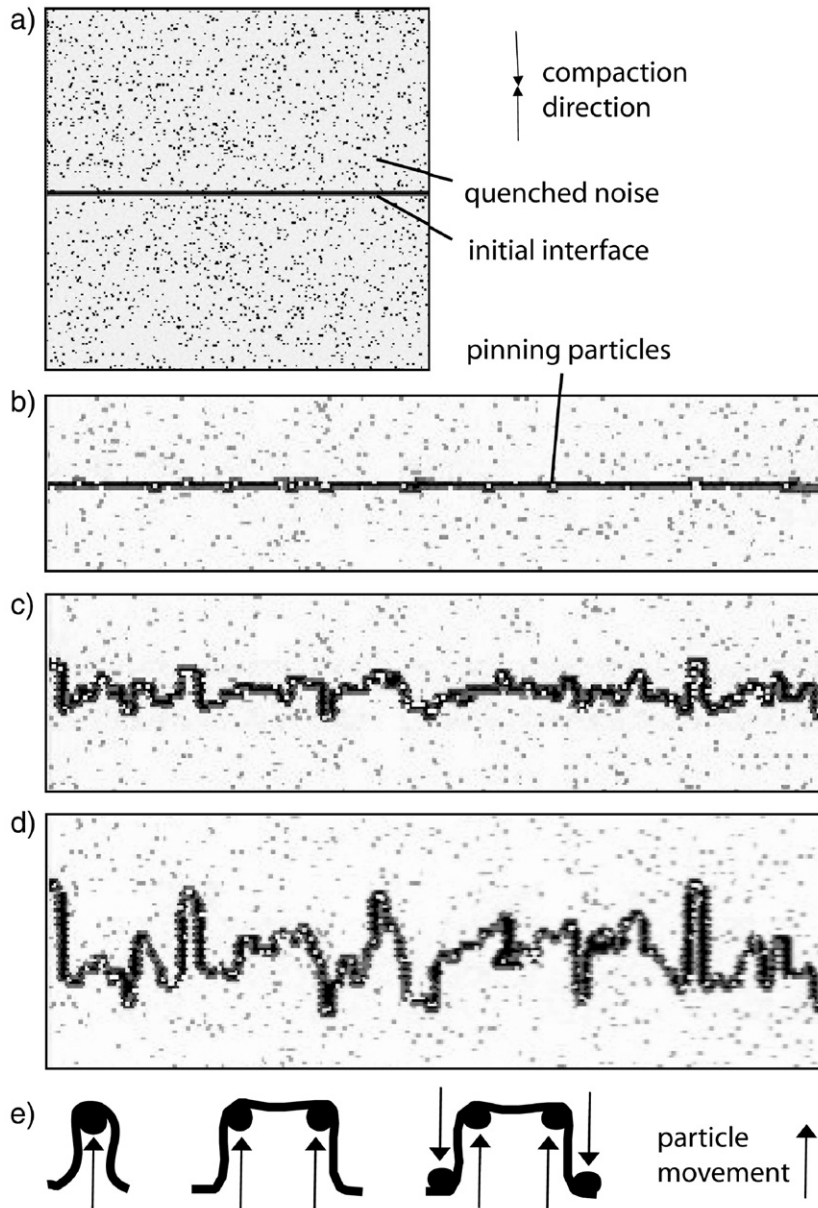 a)
compaction
direction
quenched noise
initial interface
pinning particles
b)
c)
d)
e)
particle
movement